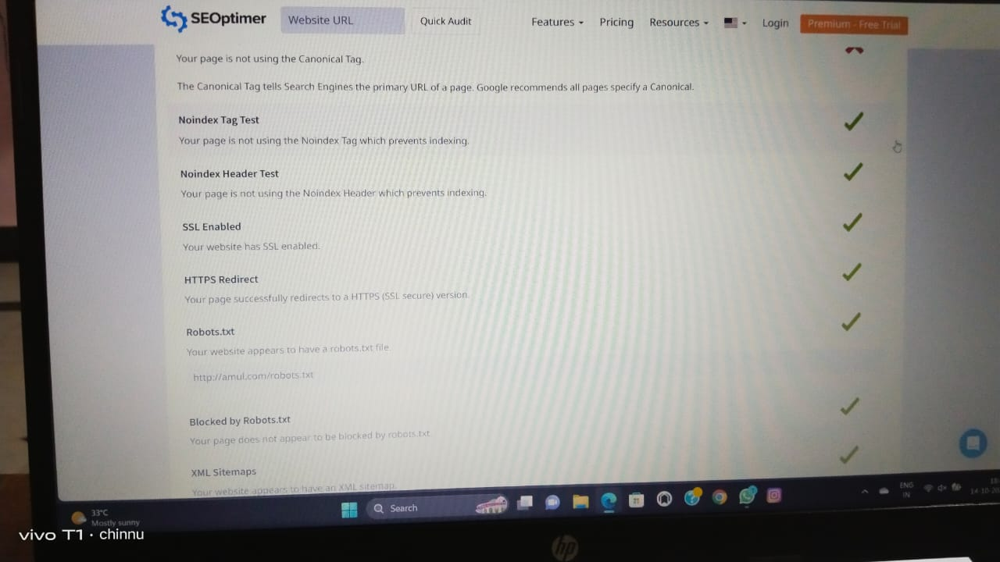 SEOptimer
Website URL
Quick Audit
Features
Pricing
Resources
Login
Premium - Free Trial
Your page is not using the Canonical Tag.
The Canonical Tag tells Search Engines the primary URL of a page. Google recommends all pages specify a Canonical.
Noindex Tag Test
Your page is not using the Noindex Tag which prevents indexing.
Noindex Header Test
Your page is not using the Noindex Header which prevents indexing.
SSL Enabled
Your website has SSL enabled.
HTTPS Redirect
Your page successfully redirects to a HTTPS (SSL secure) version.
Robots.txt
Your website appears to have a robots.txt file.
http://amul.com/robots.txt
Blocked by Robots.txt
Your page does not appear to be blocked by robots.txt.
XML Sitemaps
Your website appears to have an XML sitemap.
33°C
Mostly sunny
Search
ENG
IN
14-10-20
vivo T1 · chinnu
hp